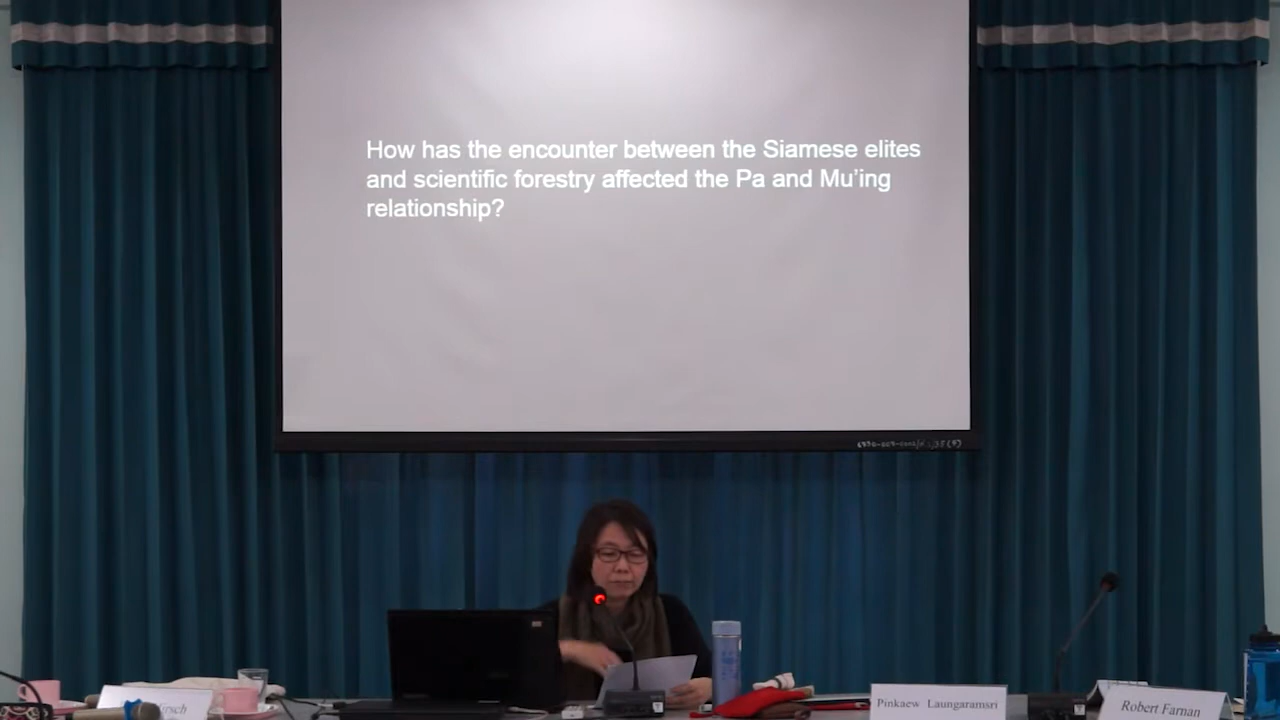 How has the encounter between the Siamese elites
and scientific forestry affected the Pa and Mu'ing
relationship?
Pinkaew Laungaramsri
Robert Farnan